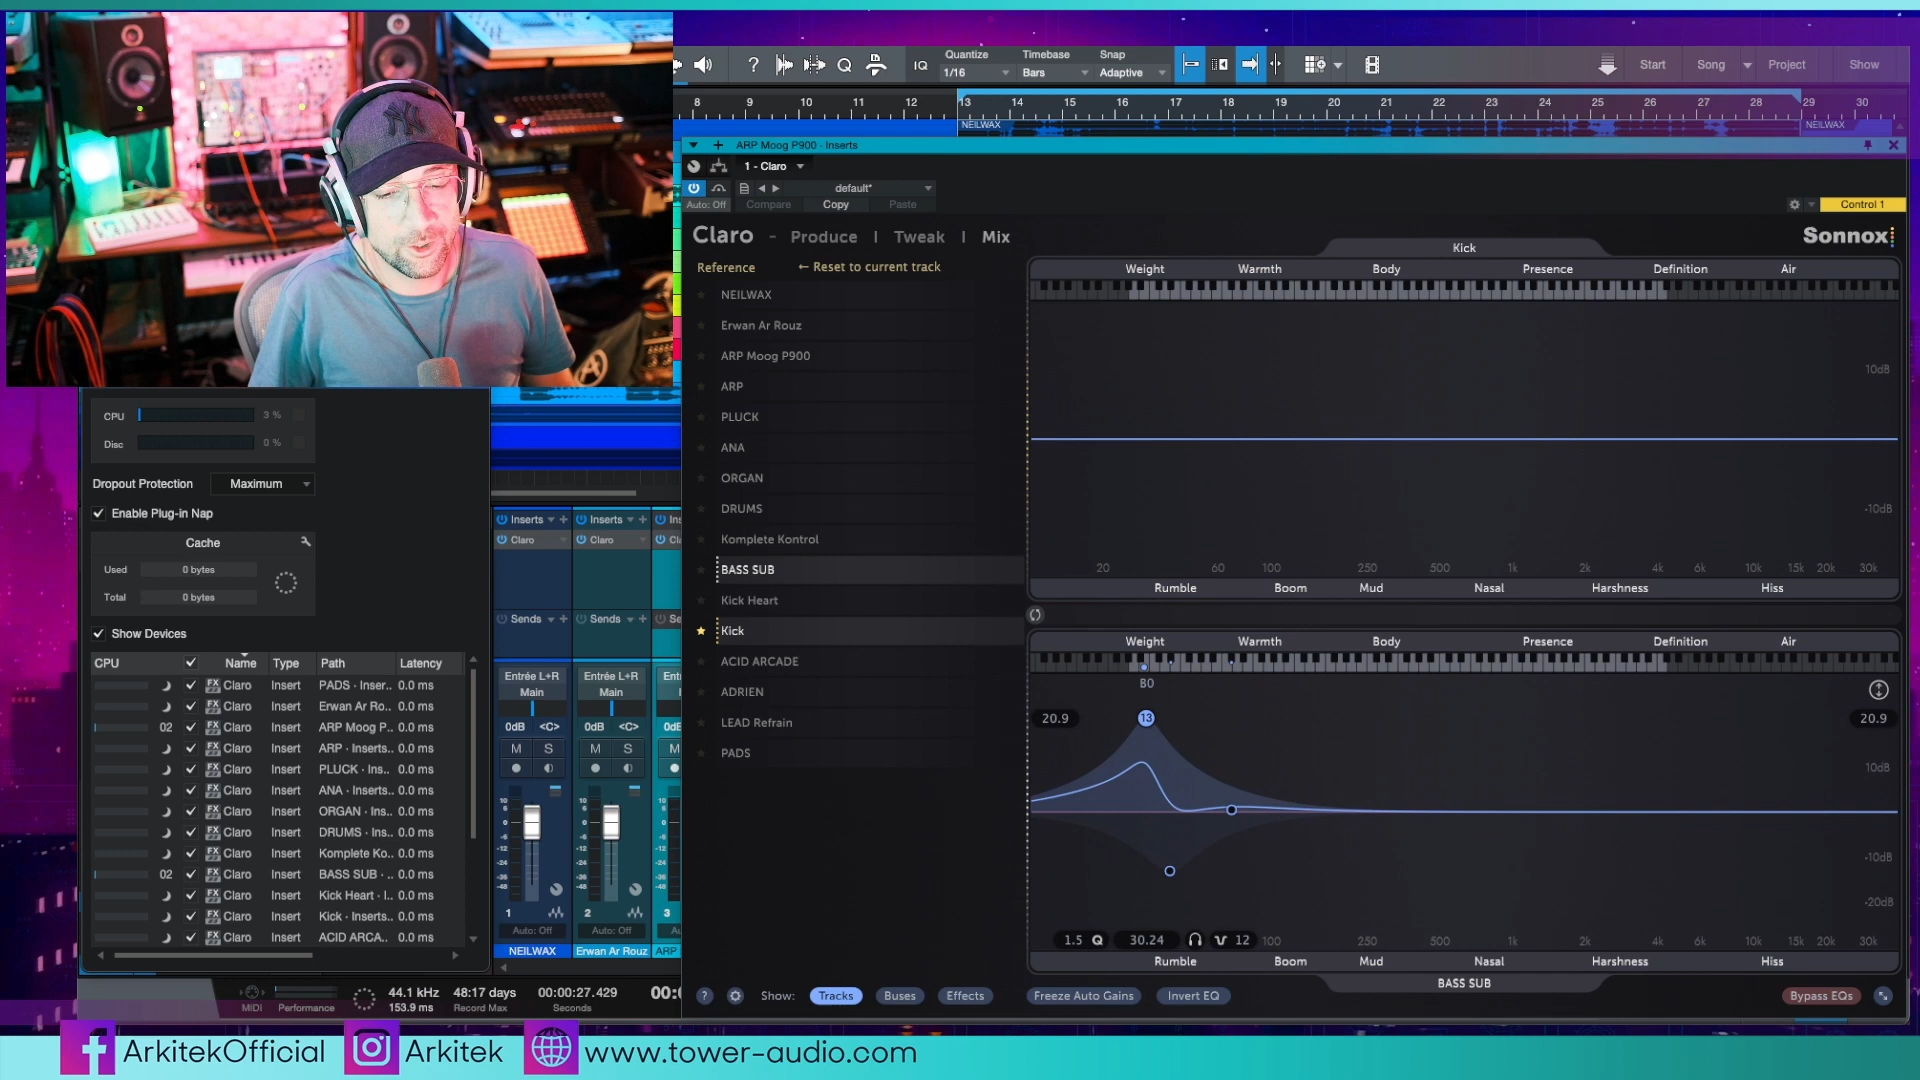 Quantize
Timebase
Snap
IQ
1/16
Bars
Adaptive
Start
Song
Project
Show
8 9 10 11 12 13 14 15 16 17 18 19 20 21 22 23 24 25 26 27 28 29 30
NEILWAX
NEILWAX
ARP Moog P900 - Inserts
1 - Claro
default*
Auto: Off
Compare
Copy
Paste
Control 1
Claro - Produce | Tweak | Mix
Sonnox
Reference
← Reset to current track
NEILWAX
Erwan Ar Rouz
ARP Moog P900
ARP
PLUCK
ANA
ORGAN
DRUMS
Komplete Kontrol
BASS SUB
Kick Heart
Kick
ACID ARCADE
ADRIEN
LEAD Refrain
PADS
Kick
Weight Warmth Body Presence Definition Air
10dB
-10dB
20 60 100 250 500 1k 2k 4k 6k 10k 15k 20k 30k
Rumble Boom Mud Nasal Harshness Hiss
Weight Warmth Body Presence Definition Air
B0
20.9
13
20.9
10dB
-10dB
-20dB
1.5 Q 30.24 12 100 250 500 1k 2k 4k 6k 10k 15k 20k 30k
Rumble Boom Mud Nasal Harshness Hiss
BASS SUB
? Show: Tracks Buses Effects Freeze Auto Gains Invert EQ Bypass EQs
CPU 3 %
Disc 0 %
Dropout Protection Maximum
Enable Plug-in Nap
Cache
Used 0 bytes
Total 0 bytes
Show Devices
CPU Name Type Path Latency
Claro Insert PADS - Inser.. 0.0 ms
Claro Insert Erwan Ar Ro.. 0.0 ms
02 Claro Insert ARP Moog P... 0.0 ms
Claro Insert ARP - Inserts.. 0.0 ms
Claro Insert PLUCK - Ins.. 0.0 ms
Claro Insert ANA - Inserts.. 0.0 ms
Claro Insert ORGAN - Ins.. 0.0 ms
Claro Insert DRUMS - Ins.. 0.0 ms
Claro Insert Komplete Ko.. 0.0 ms
02 Claro Insert BASS SUB - .. 0.0 ms
Claro Insert Kick Heart - I.. 0.0 ms
Claro Insert Kick - Inserts.. 0.0 ms
Claro Insert ACID ARCA.. 0.0 ms
Inserts
Inserts
Claro
Claro
Sends
Sends
Entrée L+R
Entrée L+R
Main
Main
0dB <C>
0dB <C>
M S
M S
1
2
3
Auto: Off
Auto: Off
NEILWAX
Erwan Ar Rouz
ARP
MIDI
Performance
44.1 kHz
153.9 ms
48:17 days
Record Max
00:00:27.429
Seconds
ArkitekOfficial
Arkitek
www.tower-audio.com